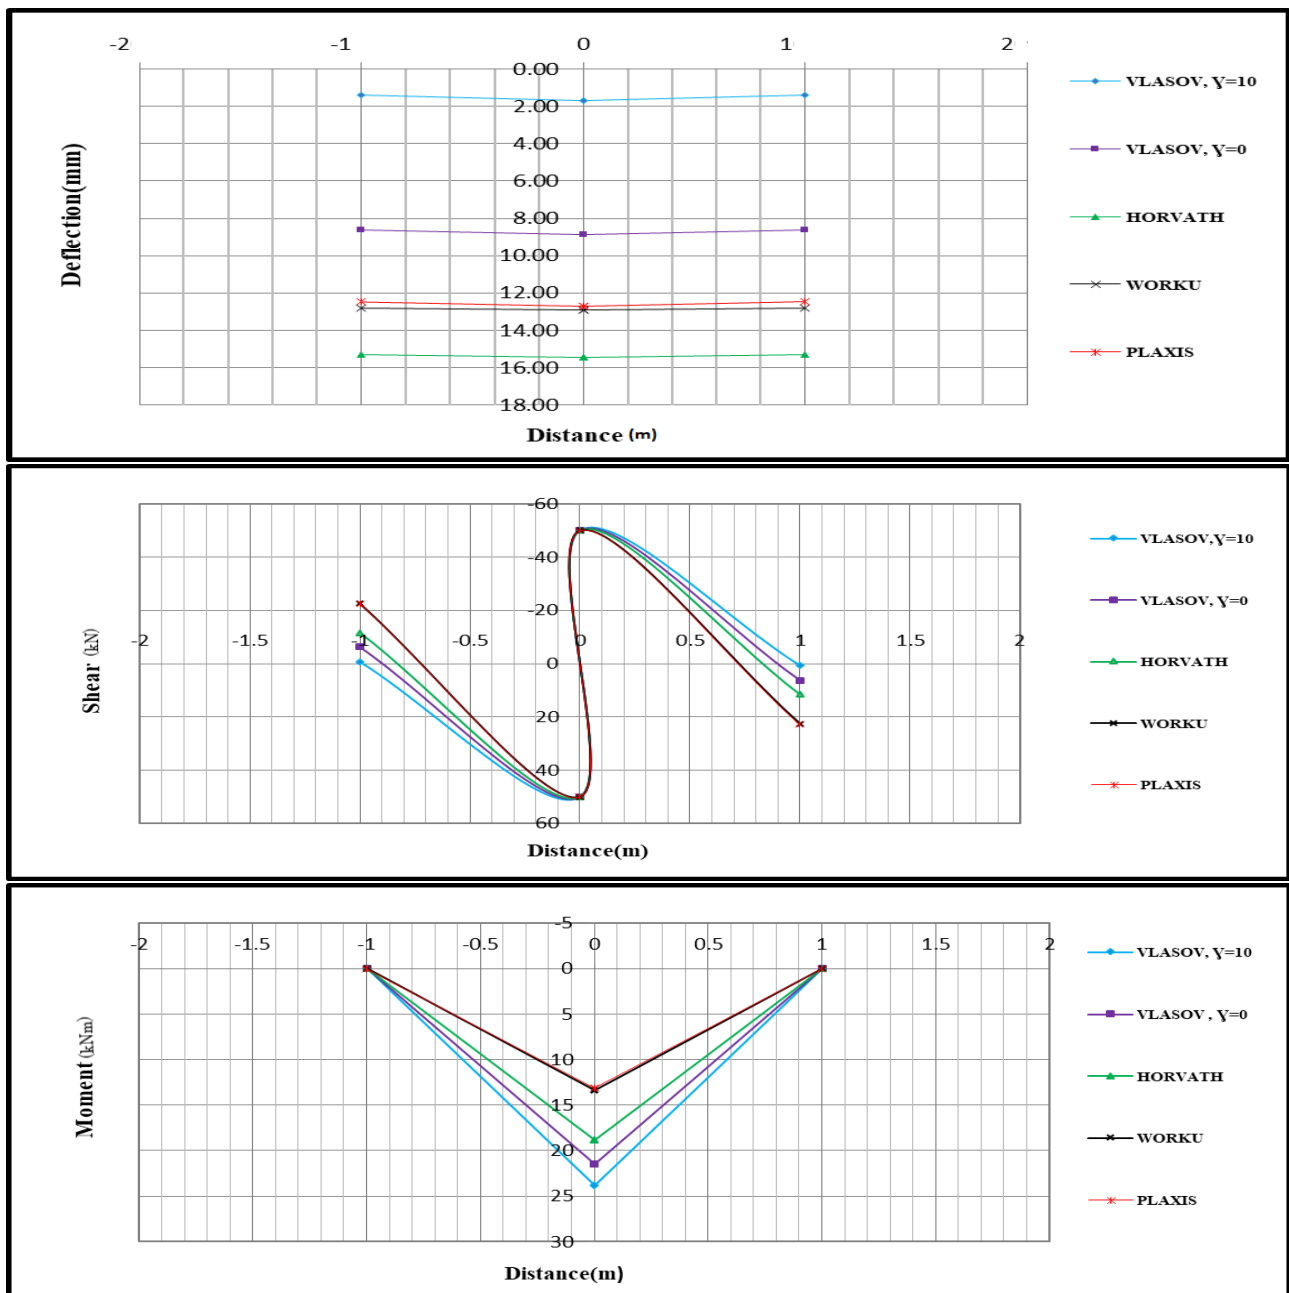 -2 -1 0 1 2
0.00
2.00
4.00
6.00
8.00
10.00
12.00
14.00
16.00
18.00
Deflection(mm)
Distance (m)
VLASOV, Ɣ=10
VLASOV, Ɣ=0
HORVATH
WORKU
PLAXIS
-60
-40
-20
-2 -1.5 -1 -0.5 0 0.5 1 1.5 2
0
20
40
60
Shear (kN)
Distance(m)
VLASOV,Ɣ=10
VLASOV, Ɣ=0
HORVATH
WORKU
PLAXIS
-5
-2 -1.5 -1 -0.5 0 0.5 1 1.5 2
0
5
10
15
20
25
30
Moment (kNm)
Distance(m)
VLASOV, Ɣ=10
VLASOV , Ɣ=0
HORVATH
WORKU
PLAXIS